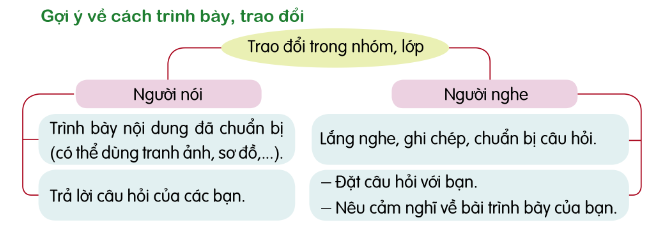 Gợi ý về cách trình bày, trao đổi
Trao đổi trong nhóm, lớp
Người nói
Người nghe
Trình bày nội dung đã chuẩn bị
(có thể dùng tranh ảnh, sơ đồ,...).
Lắng nghe, ghi chép, chuẩn bị câu hỏi.
Trả lời câu hỏi của các bạn.
– Đặt câu hỏi với bạn.
– Nêu cảm nghĩ về bài trình bày của bạn.